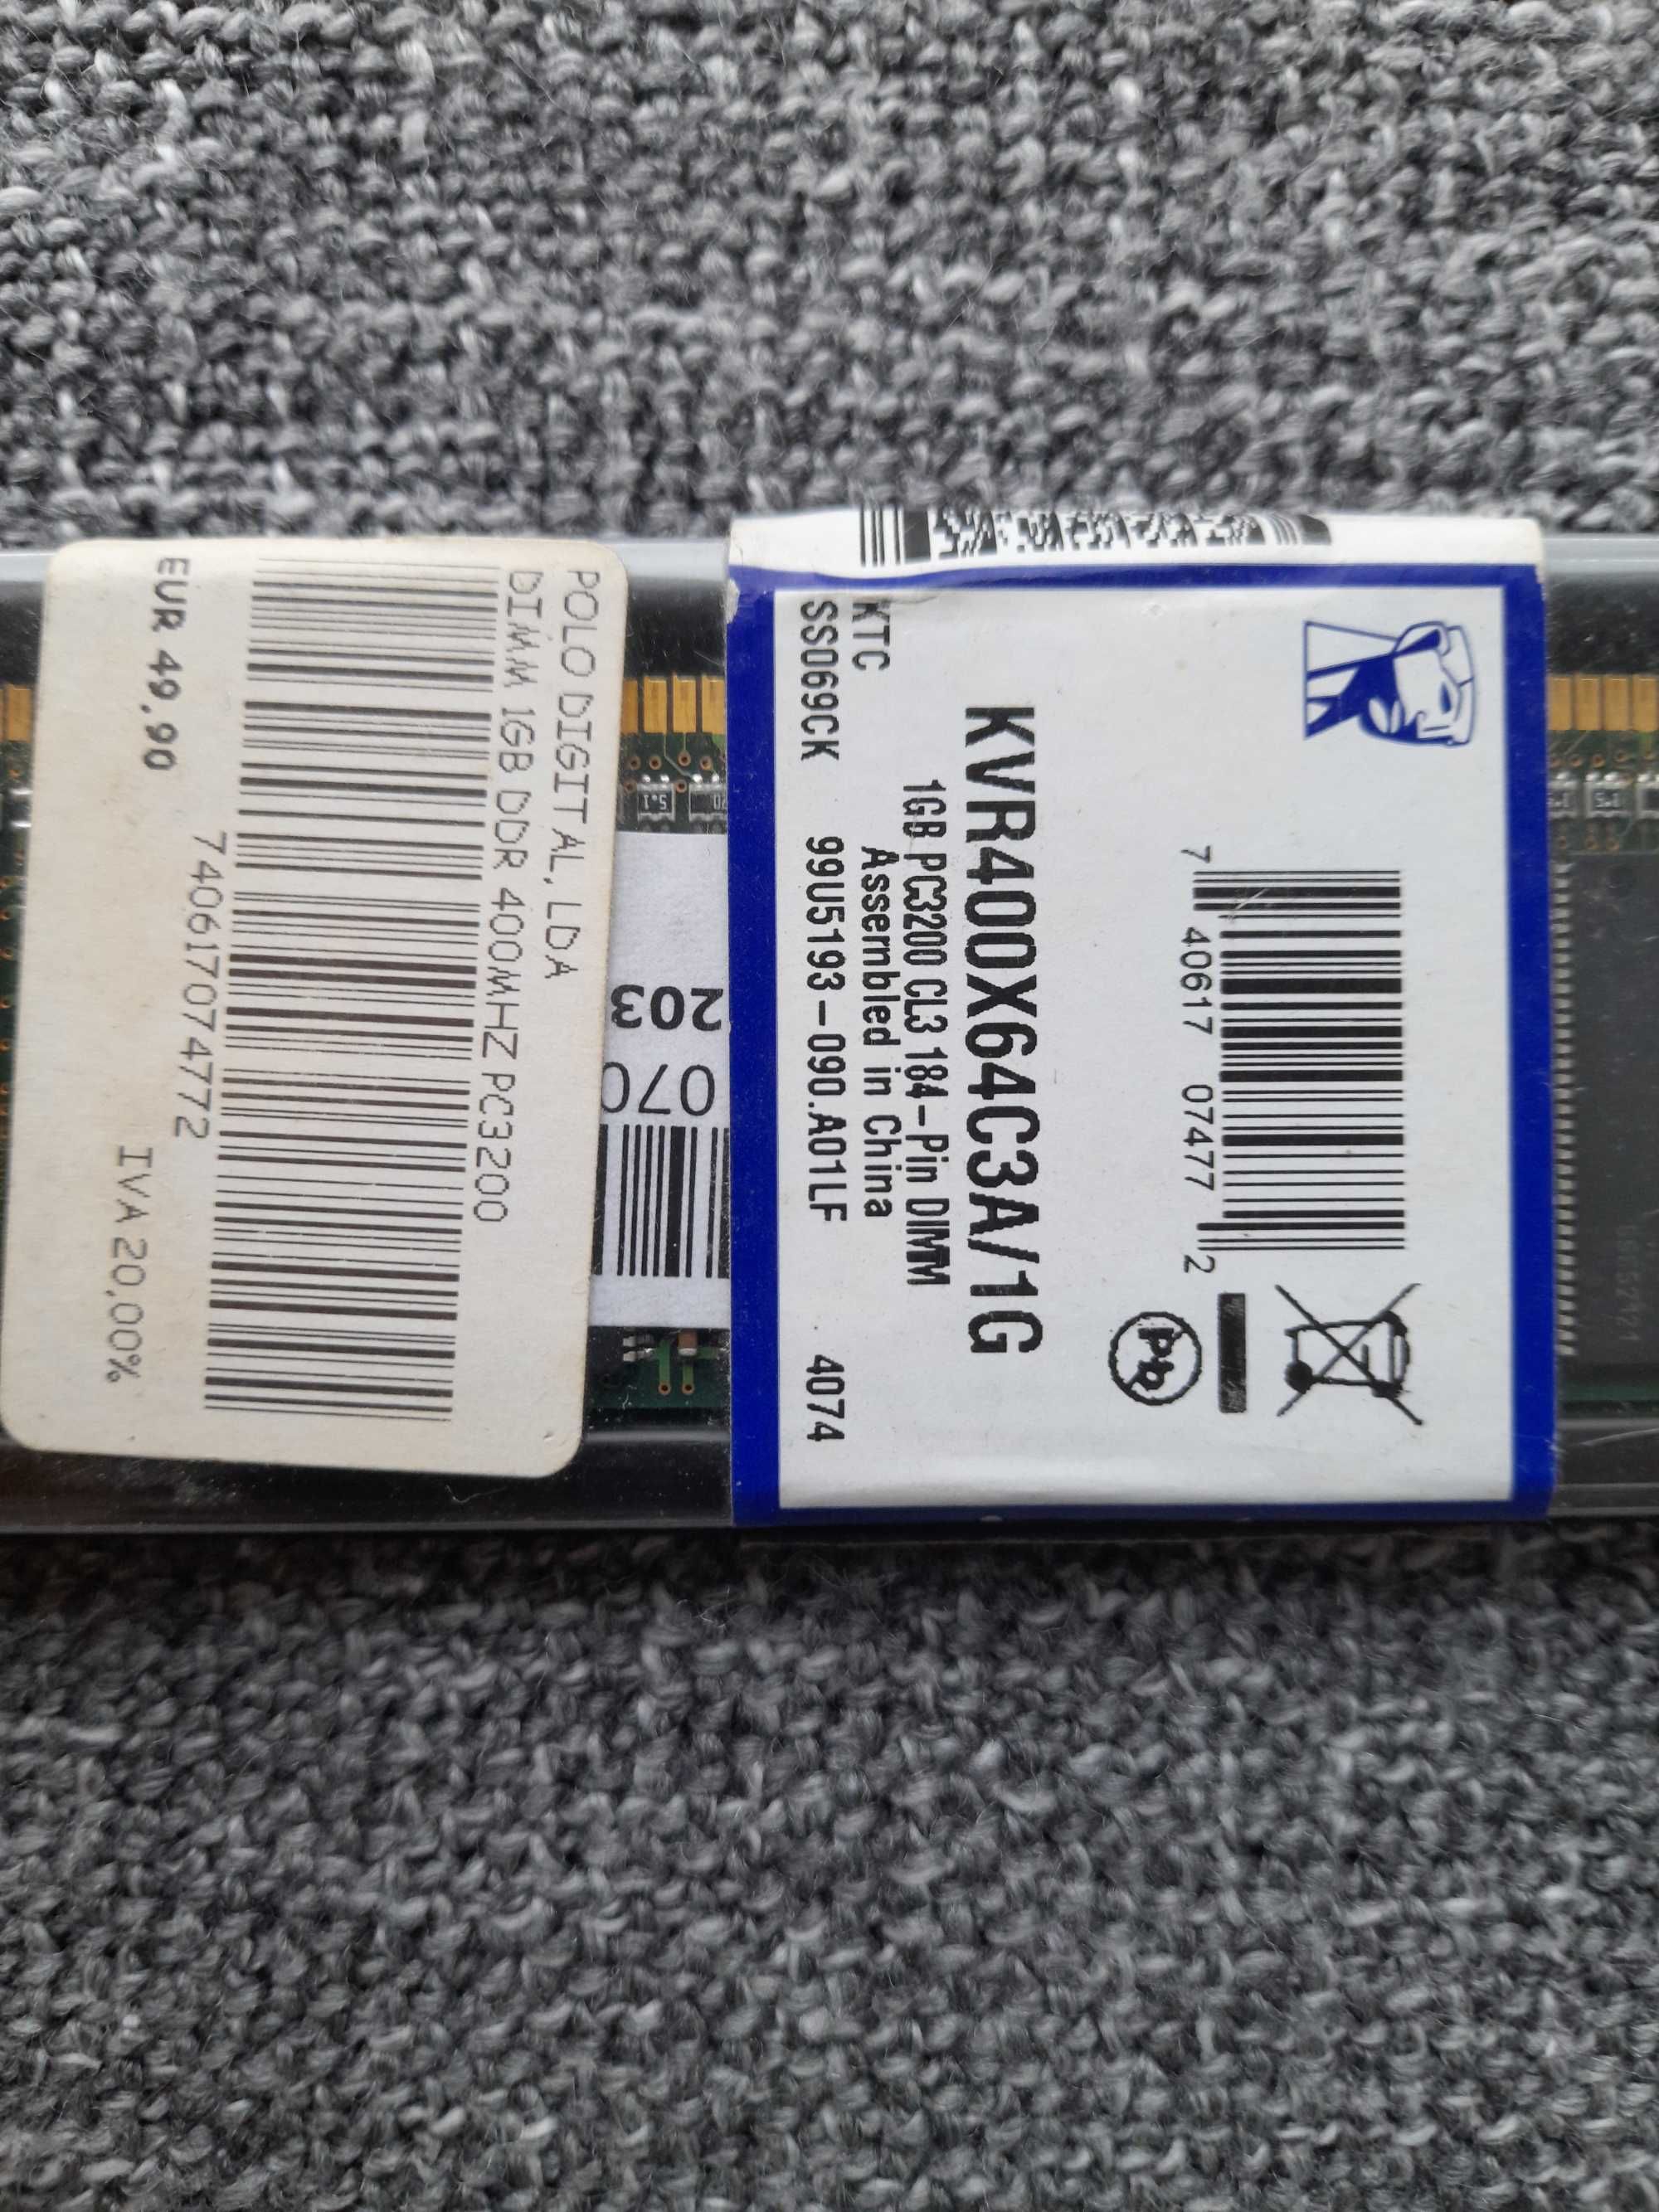 7 40617 07477 2
Pb
KVR400X64C3A/1G
1GB PC3200 CL3 184-Pin DIMM
Assembled in China
KTC
SS069CK 99U5193-090.A01LF 4074
203
070
POLO DIGITAL, LDA
DIMM 1GB DDR 400MHZ PC3200
740617074772
EUR 49,90
IVA 20,00%